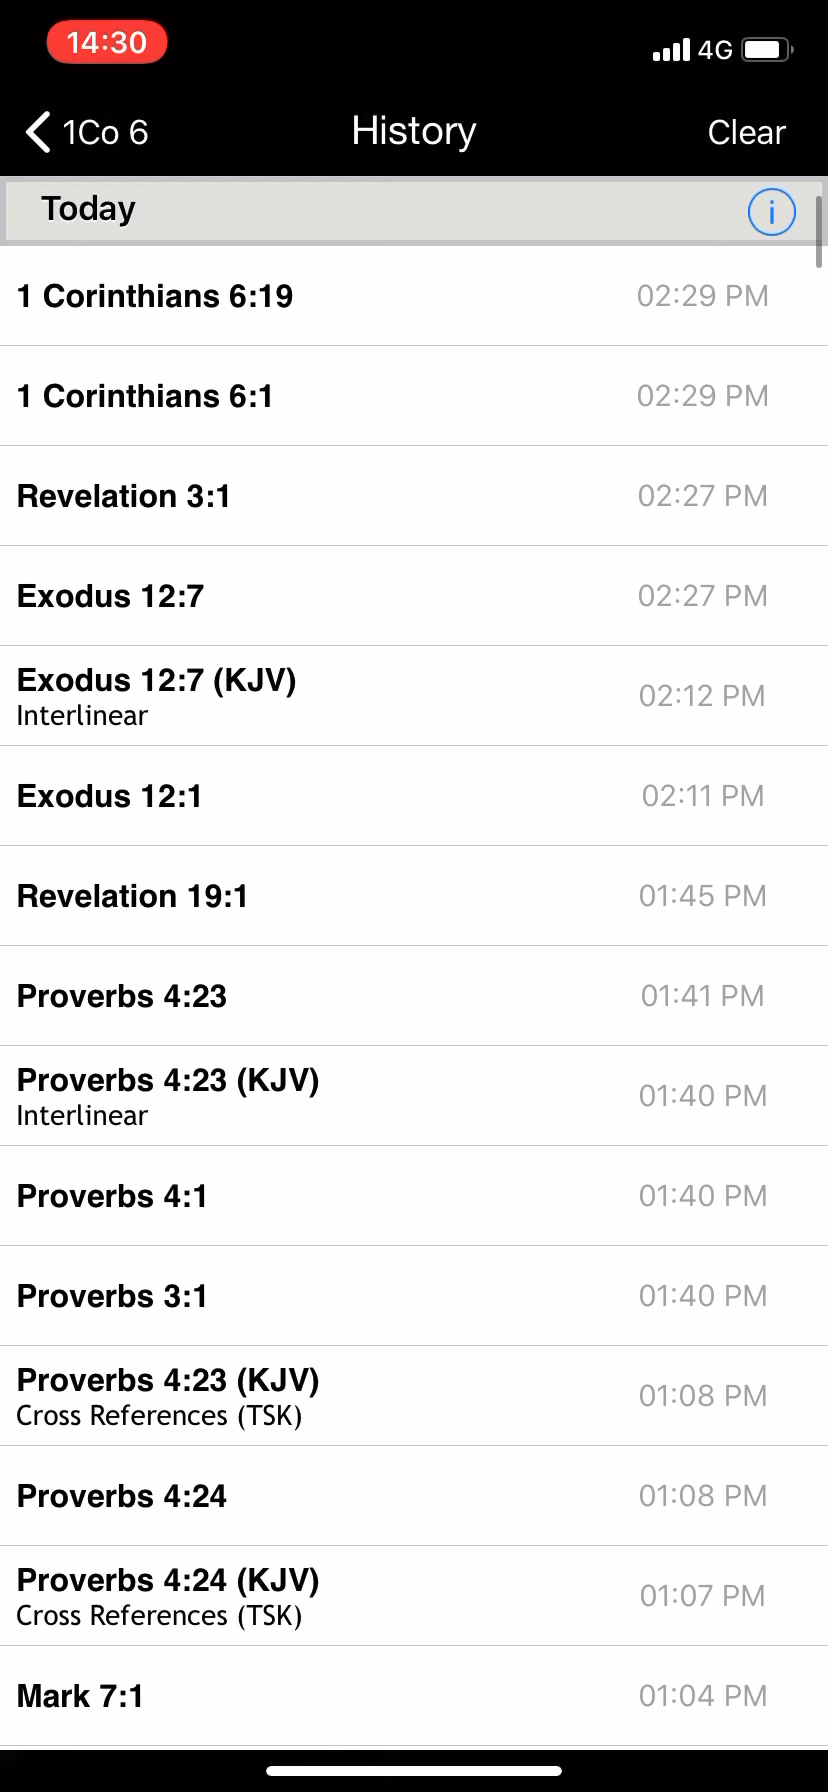 14:30
4G
1Co 6
History
Clear
Today
1 Corinthians 6:19
02:29 PM
1 Corinthians 6:1
02:29 PM
Revelation 3:1
02:27 PM
Exodus 12:7
02:27 PM
Exodus 12:7 (KJV)
Interlinear
02:12 PM
Exodus 12:1
02:11 PM
Revelation 19:1
01:45 PM
Proverbs 4:23
01:41 PM
Proverbs 4:23 (KJV)
Interlinear
01:40 PM
Proverbs 4:1
01:40 PM
Proverbs 3:1
01:40 PM
Proverbs 4:23 (KJV)
Cross References (TSK)
01:08 PM
Proverbs 4:24
01:08 PM
Proverbs 4:24 (KJV)
Cross References (TSK)
01:07 PM
Mark 7:1
01:04 PM